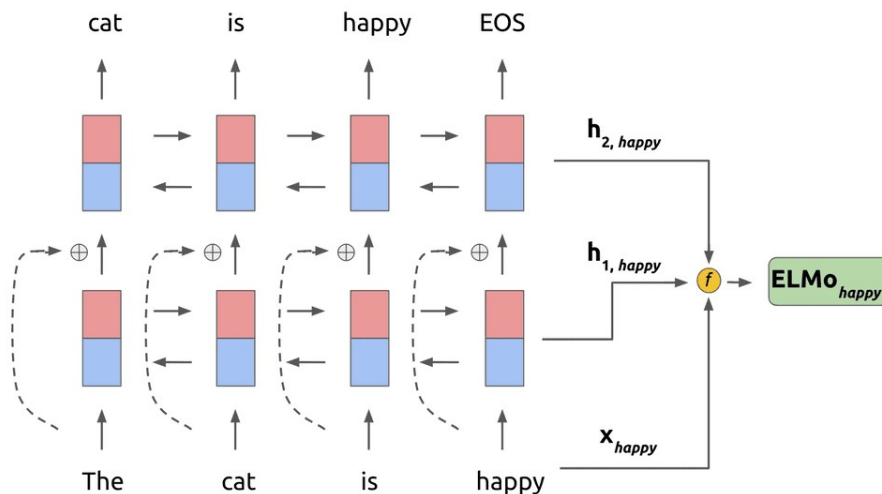 cat is happy EOS
h2, happy
h1, happy
f ELMohappy
xhappy
The cat is happy